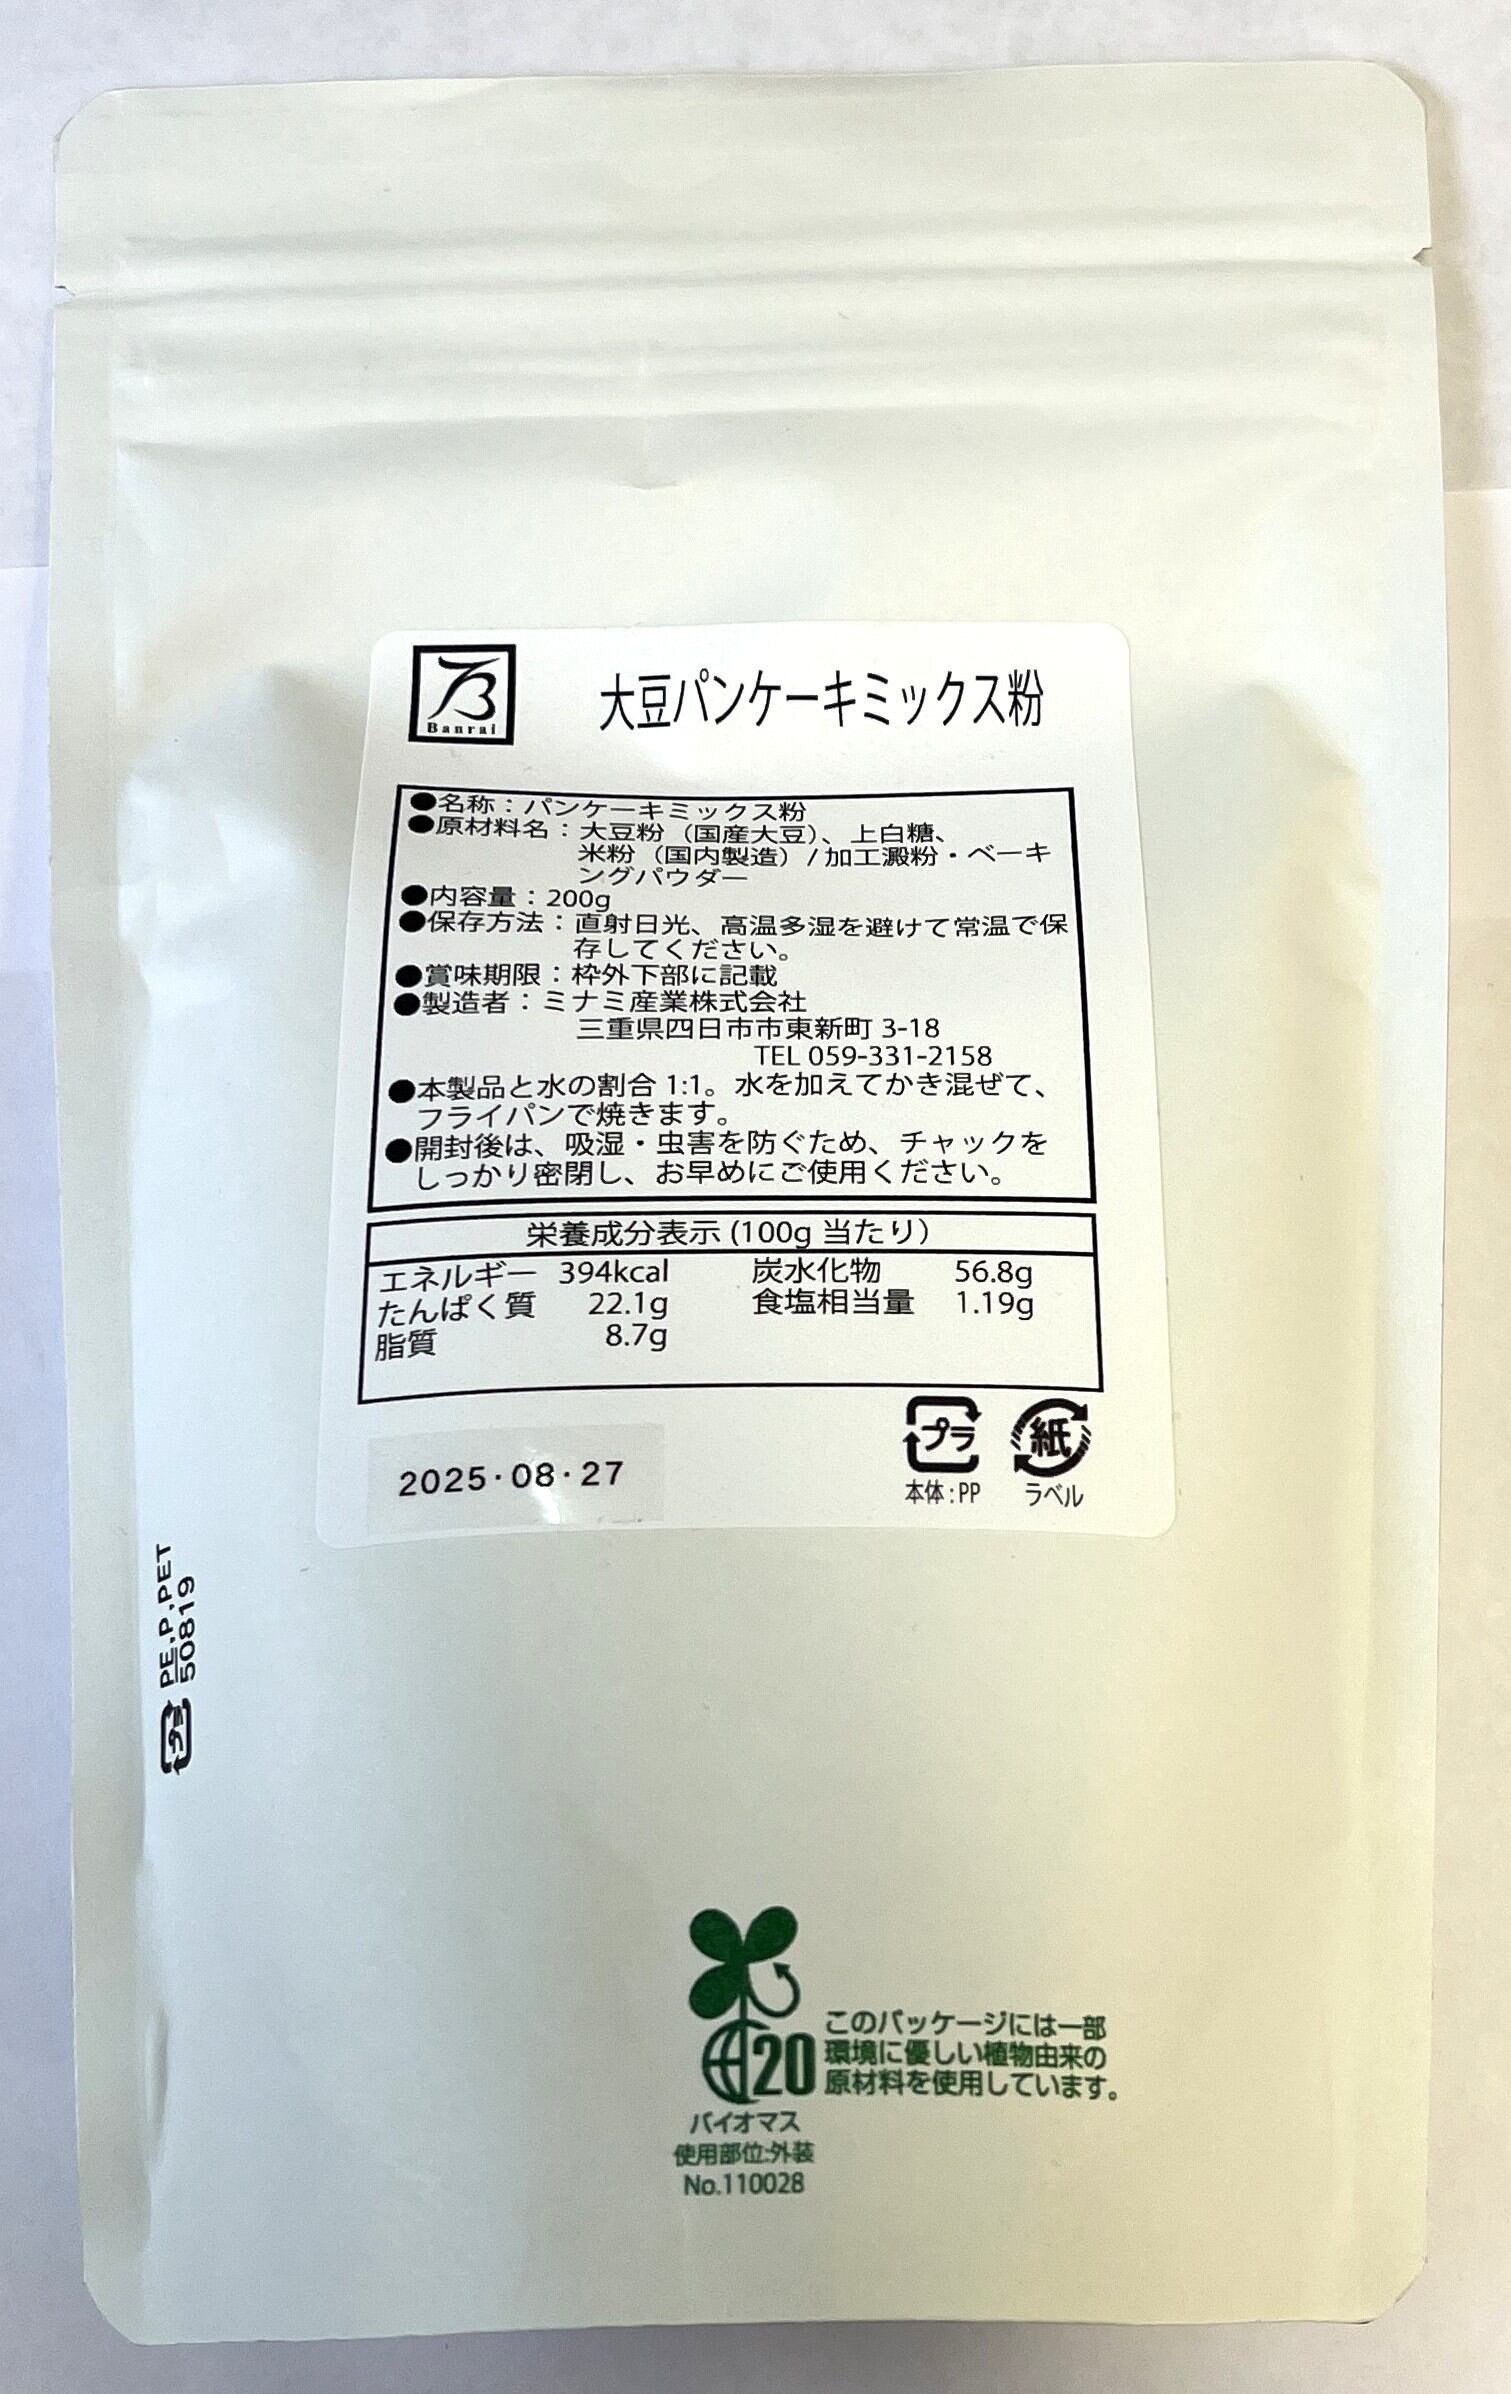 Banrai
大豆パンケーキミックス粉
●名称：パンケーキミックス粉
●原材料名：大豆粉（国産大豆）、上白糖、
米粉（国内製造）/加工澱粉・ベーキ
ングパウダー
●内容量：200g
●保存方法：直射日光、高温多湿を避けて常温で保
存してください。
●賞味期限：枠外下部に記載
●製造者：ミナミ産業株式会社
三重県四日市市東新町 3-18
TEL 059-331-2158
●本製品と水の割合 1:1。水を加えてかき混ぜて、
フライパンで焼きます。
●開封後は、吸湿・虫害を防ぐため、チャックを
しっかり密閉し、お早めにご使用ください。
栄養成分表示 (100g 当たり)
エネルギー 394kcal 炭水化物 56.8g
たんぱく質 22.1g 食塩相当量 1.19g
脂質 8.7g
プラ 紙
本体:PP ラベル
2025・08・27
プラ PE,P,PET
50819
20
このパッケージには一部
環境に優しい植物由来の
原材料を使用しています。
バイオマス
使用部位:外装
No.110028